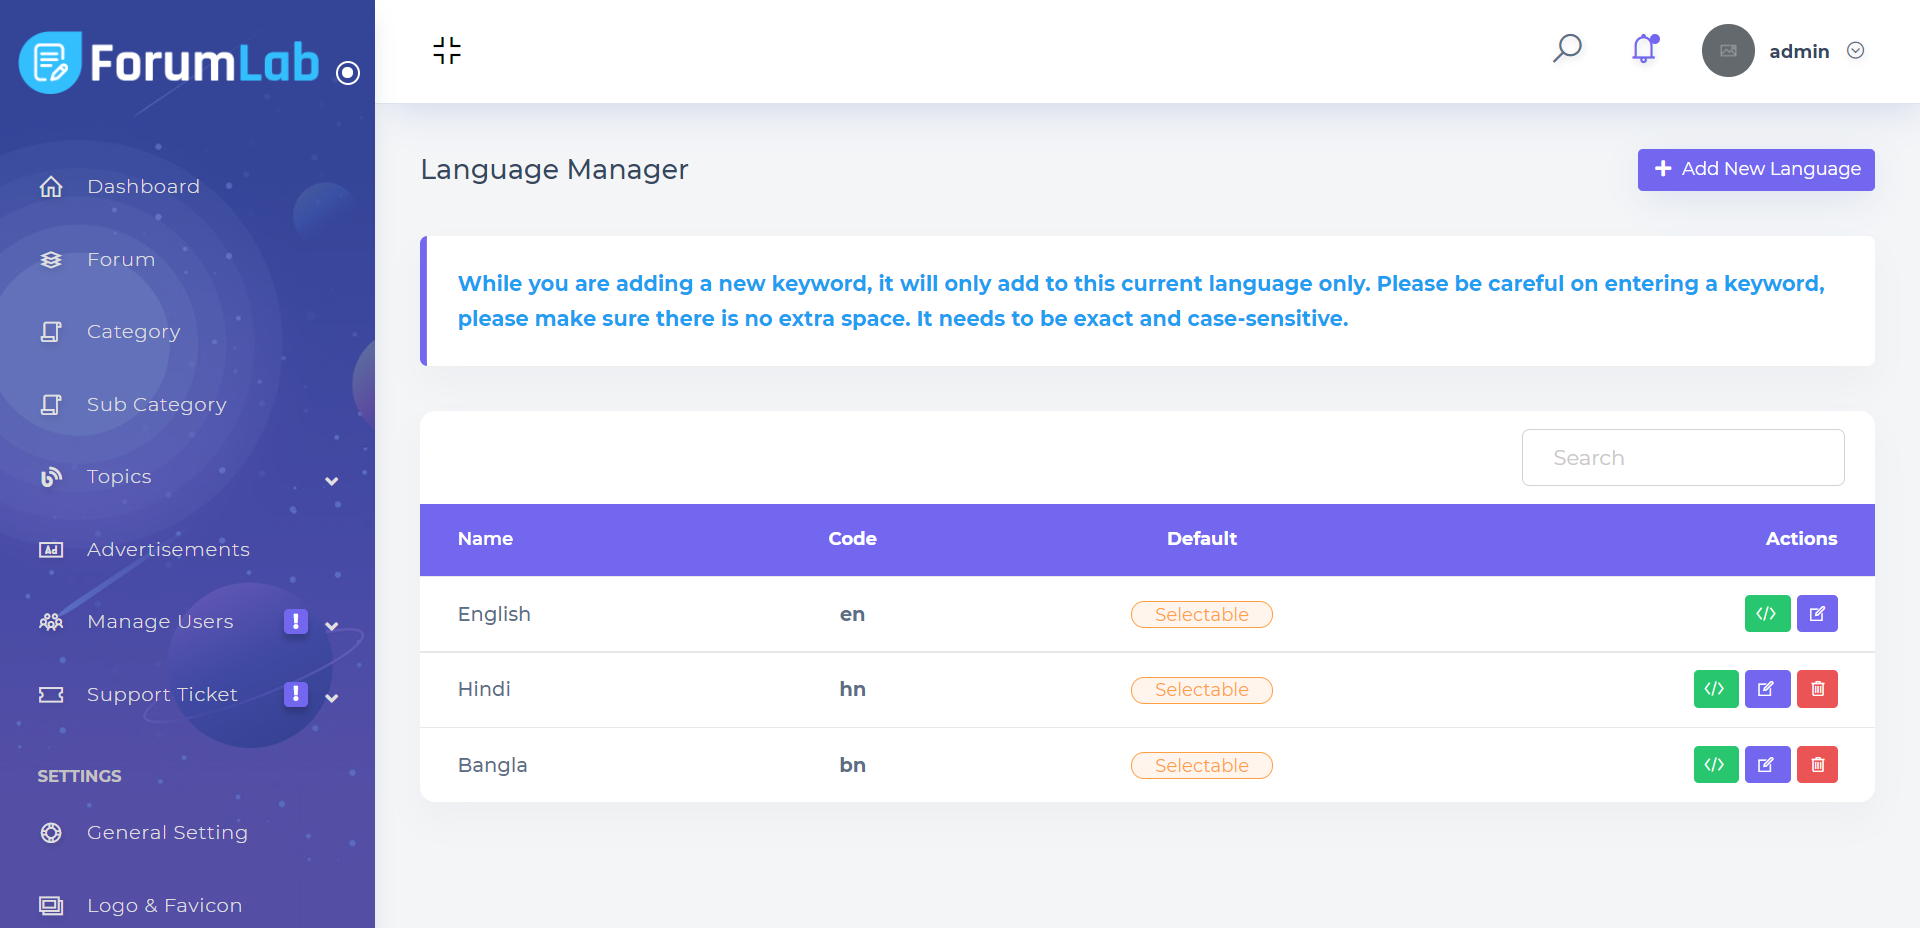 ForumLab
admin
Dashboard
Forum
Category
Sub Category
Topics
Ad
Advertisements
Manage Users
!
Support Ticket
!
SETTINGS
General Setting
Logo & Favicon
Language Manager
Add New Language
While you are adding a new keyword, it will only add to this current language only. Please be careful on entering a keyword,
please make sure there is no extra space. It needs to be exact and case-sensitive.
Search
Name Code Default Actions
English en Selectable
Hindi hn Selectable
Bangla bn Selectable